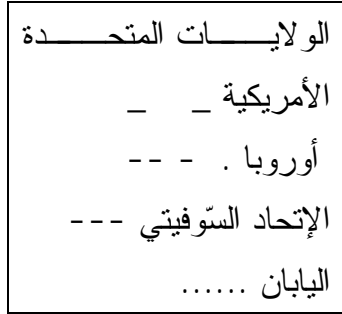 الولايـــات المتحـــدة
الأمريكية _ _
أوروبا . - --
الإتحاد السّوفيتي ---
اليابان ......